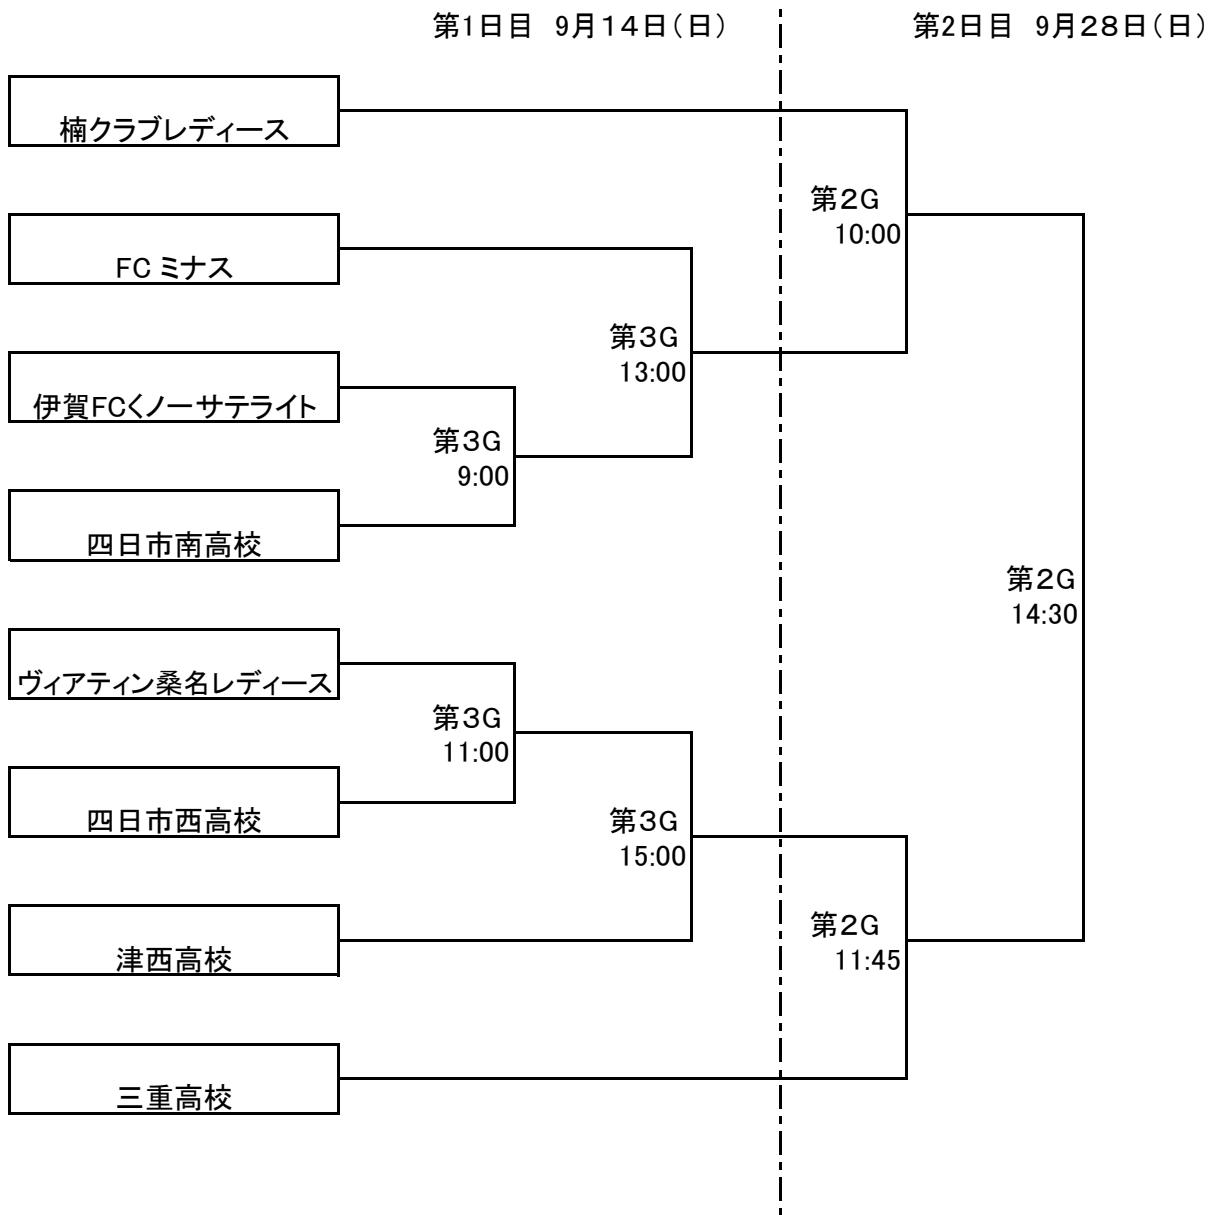 第1日目 9月14日(日)
第2日目 9月28日(日)
楠クラブレディース
第2G
10:00
FC ミナス
第3G
13:00
伊賀FCくノ一サテライト
第3G
9:00
四日市南高校
第2G
14:30
ヴィアティン桑名レディース
第3G
11:00
四日市西高校
第3G
15:00
津西高校
第2G
11:45
三重高校